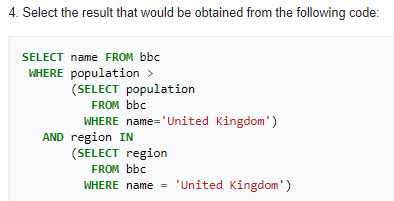 4. Select the result that would be obtained from the following code:
SELECT name FROM bbc
WHERE population >
(SELECT population
FROM bbc
WHERE name='United Kingdom')
AND region IN
(SELECT region
FROM bbc
WHERE name = 'United Kingdom')